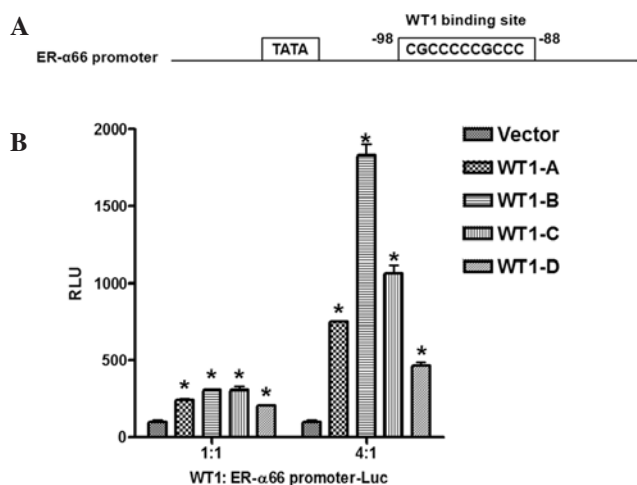 A
WT1 binding site
-98 -88
TATA CGCCCCCGCCC
ER-α66 promoter
B
2000
1500
1000
500
0
RLU
* * * * * * * *
1:1 4:1
WT1: ER-α66 promoter-Luc
Vector
WT1-A
WT1-B
WT1-C
WT1-D